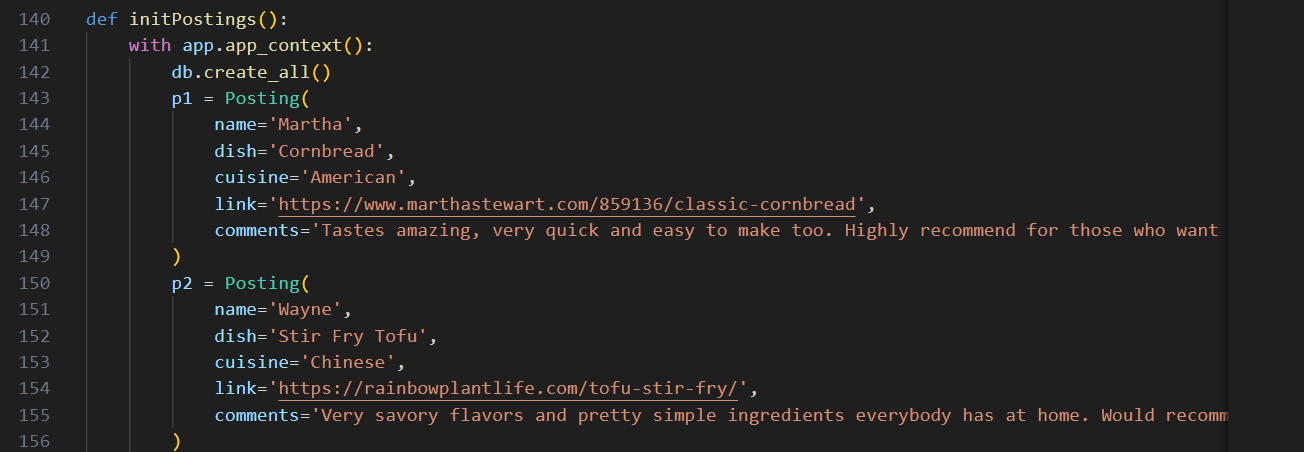 140 def initPostings():
141 with app.app_context():
142 db.create_all()
143 p1 = Posting(
144 name='Martha',
145 dish='Cornbread',
146 cuisine='American',
147 link='https://www.marthastewart.com/859136/classic-cornbread',
148 comments='Tastes amazing, very quick and easy to make too. Highly recommend for those who want
149 )
150 p2 = Posting(
151 name='Wayne',
152 dish='Stir Fry Tofu',
153 cuisine='Chinese',
154 link='https://rainbowplantlife.com/tofu-stir-fry/',
155 comments='Very savory flavors and pretty simple ingredients everybody has at home. Would recomm
156 )